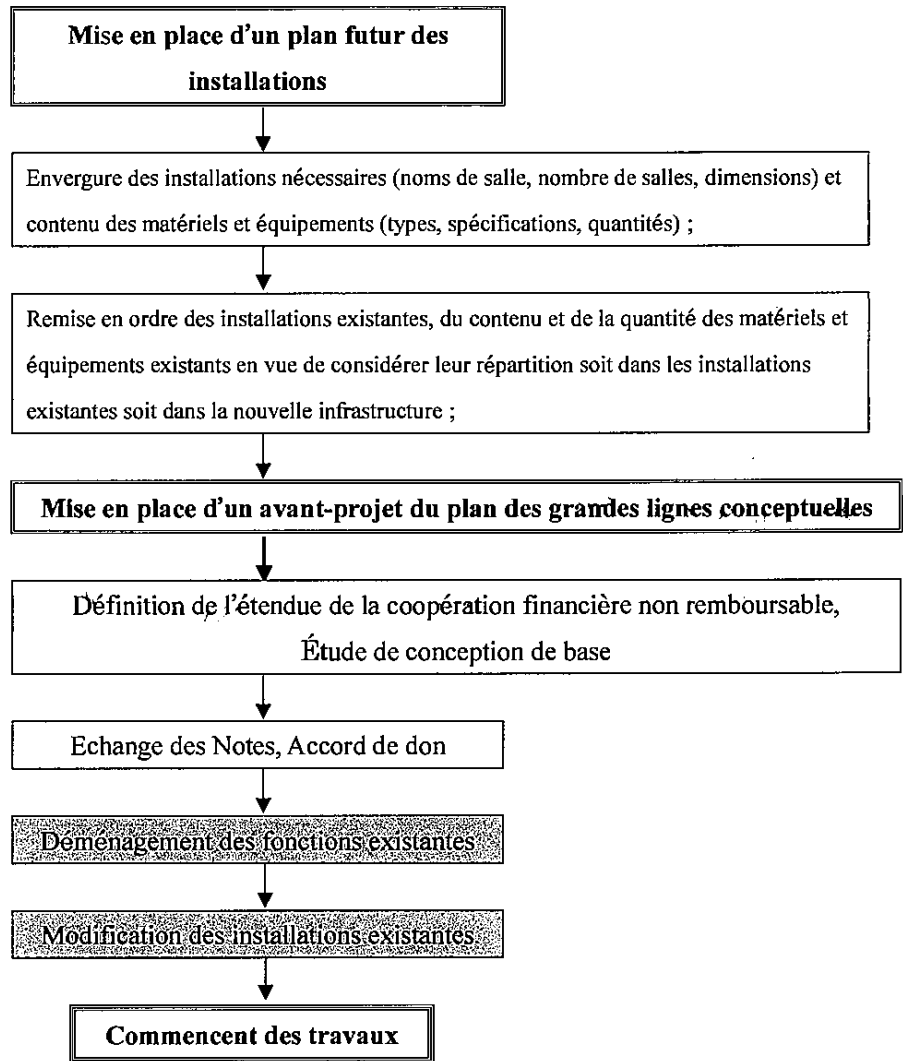 Mise en place d'un plan futur des
installations
Envergure des installations nécessaires (noms de salle, nombre de salles, dimensions) et
contenu des matériels et équipements (types, spécifications, quantités) ;
Remise en ordre des installations existantes, du contenu et de la quantité des matériels et
équipements existants en vue de considérer leur répartition soit dans les installations
existantes soit dans la nouvelle infrastructure ;
Mise en place d'un avant-projet du plan des grandes lignes conceptuelles
Définition de l'étendue de la coopération financière non remboursable,
Étude de conception de base
Echange des Notes, Accord de don
Déménagement des fonctions existantes
Modification des installations existantes
Commencent des travaux